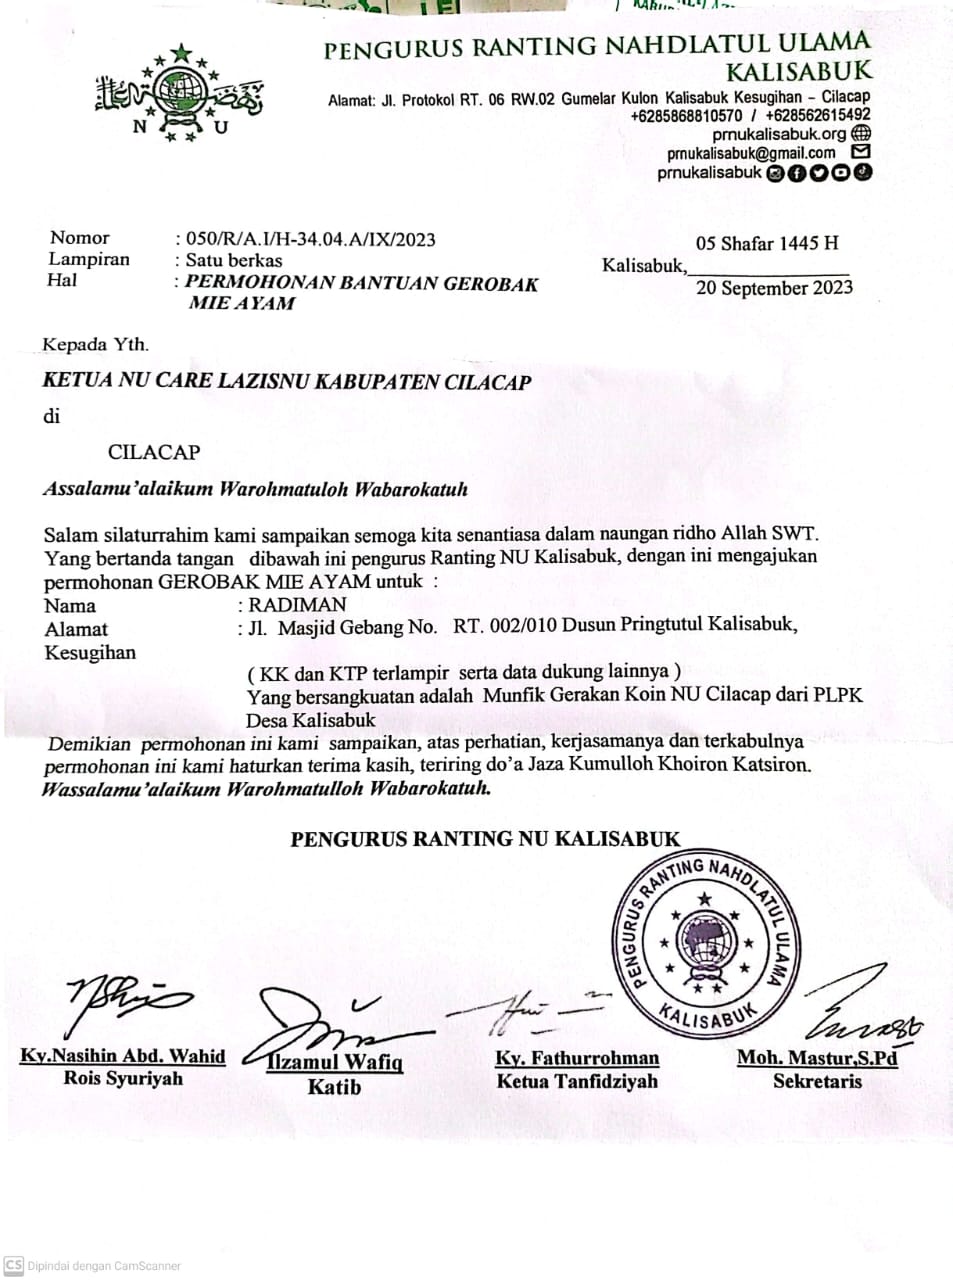 PENGURUS RANTING NAHDLATUL ULAMA
KALISABUK
Alamat: Jl. Protokol RT. 06 RW.02 Gumelar Kulon Kalisabuk Kesugihan – Cilacap
+6285868810570 / +628562615492
prnukalisabuk.org
prnukalisabuk@gmail.com
prnukalisabuk
N U
Nomor : 050/R/A.I/H-34.04.A/IX/2023
Lampiran : Satu berkas
Hal : PERMOHONAN BANTUAN GEROBAK
MIE AYAM
05 Shafar 1445 H
Kalisabuk,
20 September 2023
Kepada Yth.
KETUA NU CARE LAZISNU KABUPATEN CILACAP
di
CILACAP
Assalamu’alaikum Warohmatuloh Wabarokatuh
Salam silaturrahim kami sampaikan semoga kita senantiasa dalam naungan ridho Allah SWT.
Yang bertanda tangan dibawah ini pengurus Ranting NU Kalisabuk, dengan ini mengajukan
permohonan GEROBAK MIE AYAM untuk :
Nama : RADIMAN
Alamat : Jl. Masjid Gebang No. RT. 002/010 Dusun Pringtutul Kalisabuk,
Kesugihan
( KK dan KTP terlampir serta data dukung lainnya )
Yang bersangkuatan adalah Munfik Gerakan Koin NU Cilacap dari PLPK
Desa Kalisabuk
Demikian permohonan ini kami sampaikan, atas perhatian, kerjasamanya dan terkabulnya
permohonan ini kami haturkan terima kasih, teriring do’a Jaza Kumulloh Khoiron Katsiron.
Wassalamu’alaikum Warohmatulloh Wabarokatuh.
PENGURUS RANTING NU KALISABUK
PENGURUS RANTING NAHDLATUL ULAMA
KALISABUK
Ky.Nasihin Abd. Wahid
Rois Syuriyah
Ilzamul Wafiq
Katib
Ky. Fathurrohman
Ketua Tanfidziyah
Moh. Mastur,S.Pd
Sekretaris
CS Dipindai dengan CamScanner